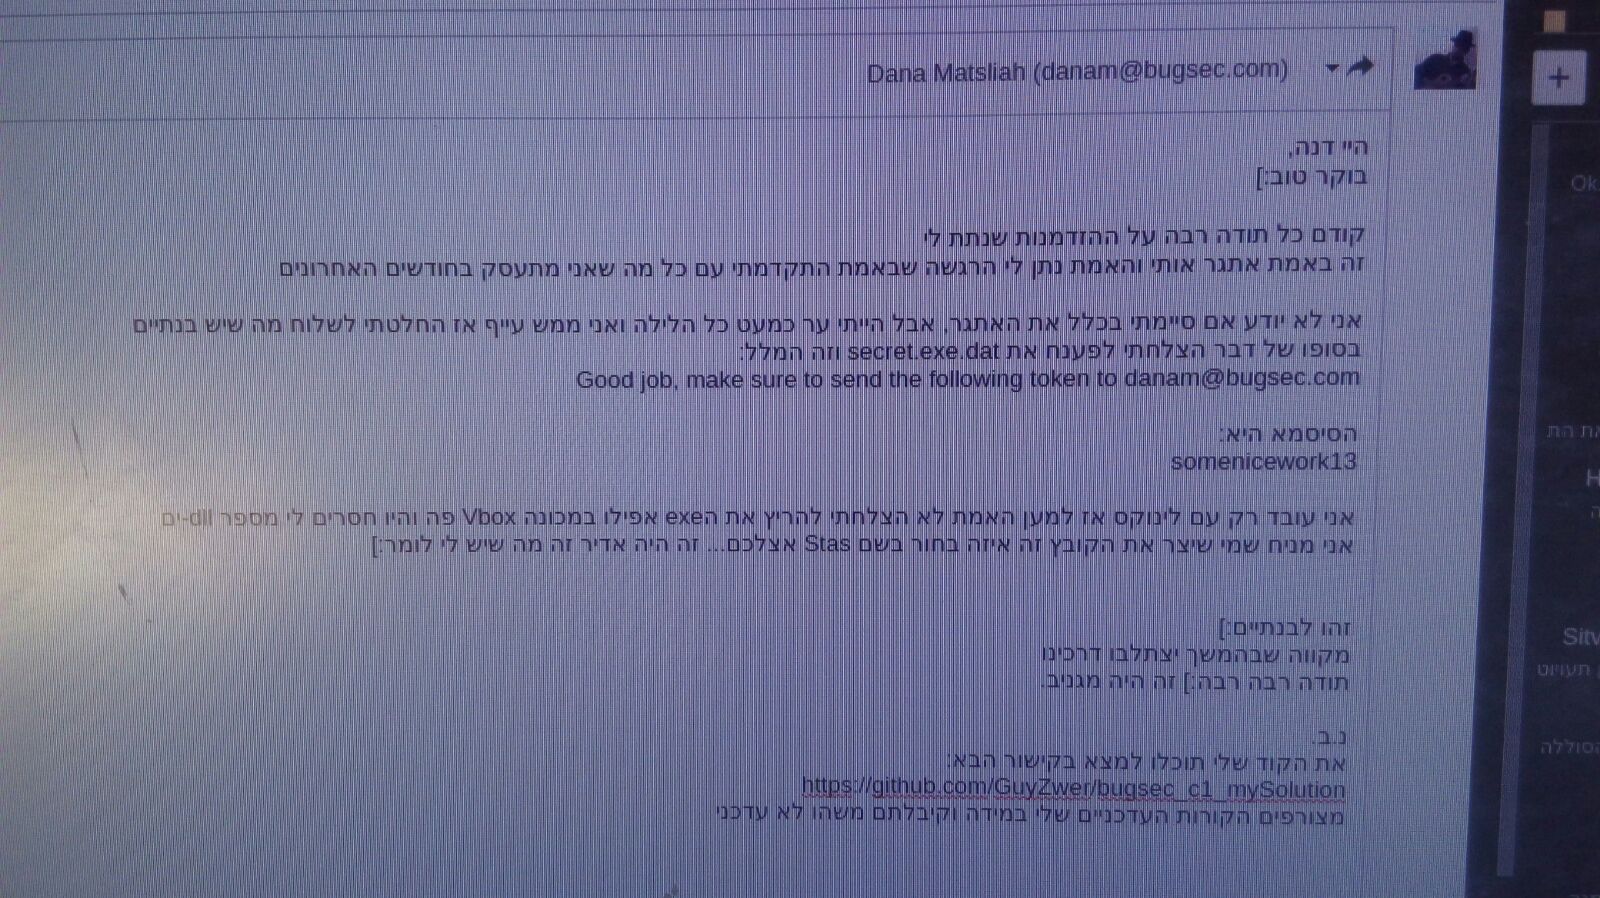 Dana Matsliah (danam@bugsec.com)
היי דנה,
בוקר טוב:]
קודם כל תודה רבה על ההזדמנות שנתת לי
זה באמת אתגר אותי והאמת נתן לי הרגשה שבאמת התקדמתי עם כל מה שאני מתעסק בחודשים האחרונים
אני לא יודע אם סיימתי בכלל את האתגר, אבל הייתי ער כמעט כל הלילה ואני ממש עייף אז החלטתי לשלוח מה שיש בנתיים
בסופו של דבר הצלחתי לפענח את secret.exe.dat וזה המלל:
Good job, make sure to send the following token to danam@bugsec.com
הסיסמא היא:
somenicework13
אני עובד רק עם לינוקס אז למען האמת לא הצלחתי להריץ את הexe אפילו במכונה Vbox פה והיו חסרים לי מספר dll-ים
אני מניח שמי שיצר את הקובץ זה איזה בחור בשם Stas אצלכם... זה היה אדיר זה מה שיש לי לומר:]
זהו לבנתיים:]
מקווה שבהמשך יצתלבו דרכינו
תודה רבה רבה:] זה היה מגניב.
נ.ב.
את הקוד שלי תוכלו למצא בקישור הבא:
https://github.com/GuyZwer/bugsec_c1_mySolution
מצורפים הקורות העדכניים שלי במידה וקיבלתם משהו לא עדכני
Ok
את הת
H
ה
Sitv
תעויוט
הסוללה